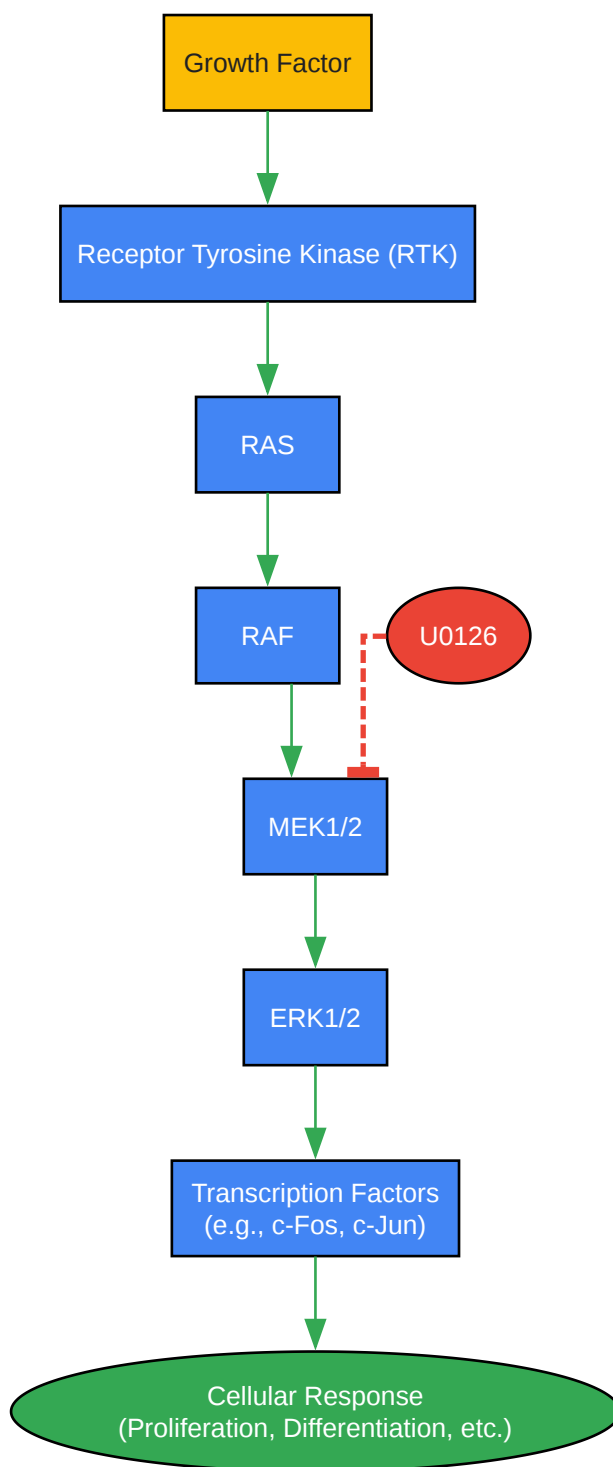 Growth Factor
Receptor Tyrosine Kinase (RTK)
RAS
RAF
U0126
MEK1/2
ERK1/2
Transcription Factors
(e.g., c-Fos, c-Jun)
Cellular Response
(Proliferation, Differentiation, etc.)